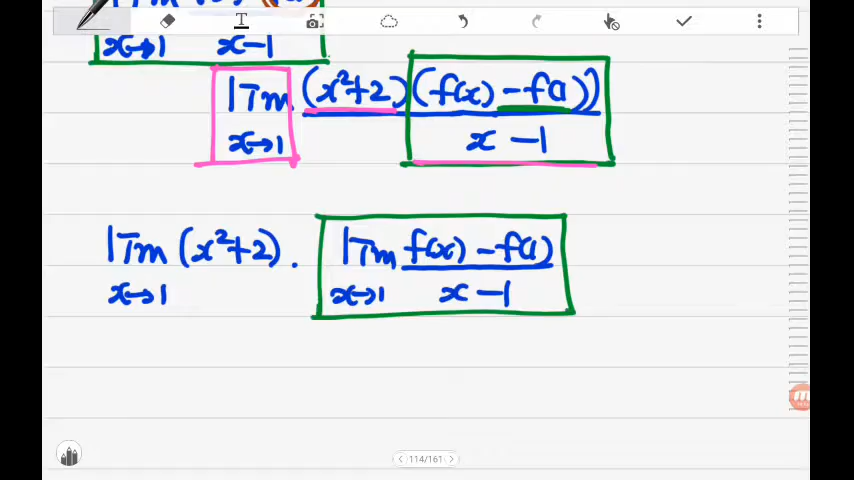 x→1 x-1
lim (x²+2)(f(x) - f(1))
x→1 x-1
lim (x²+2) . lim f(x) - f(1)
x→1 x→1 x-1
114/161